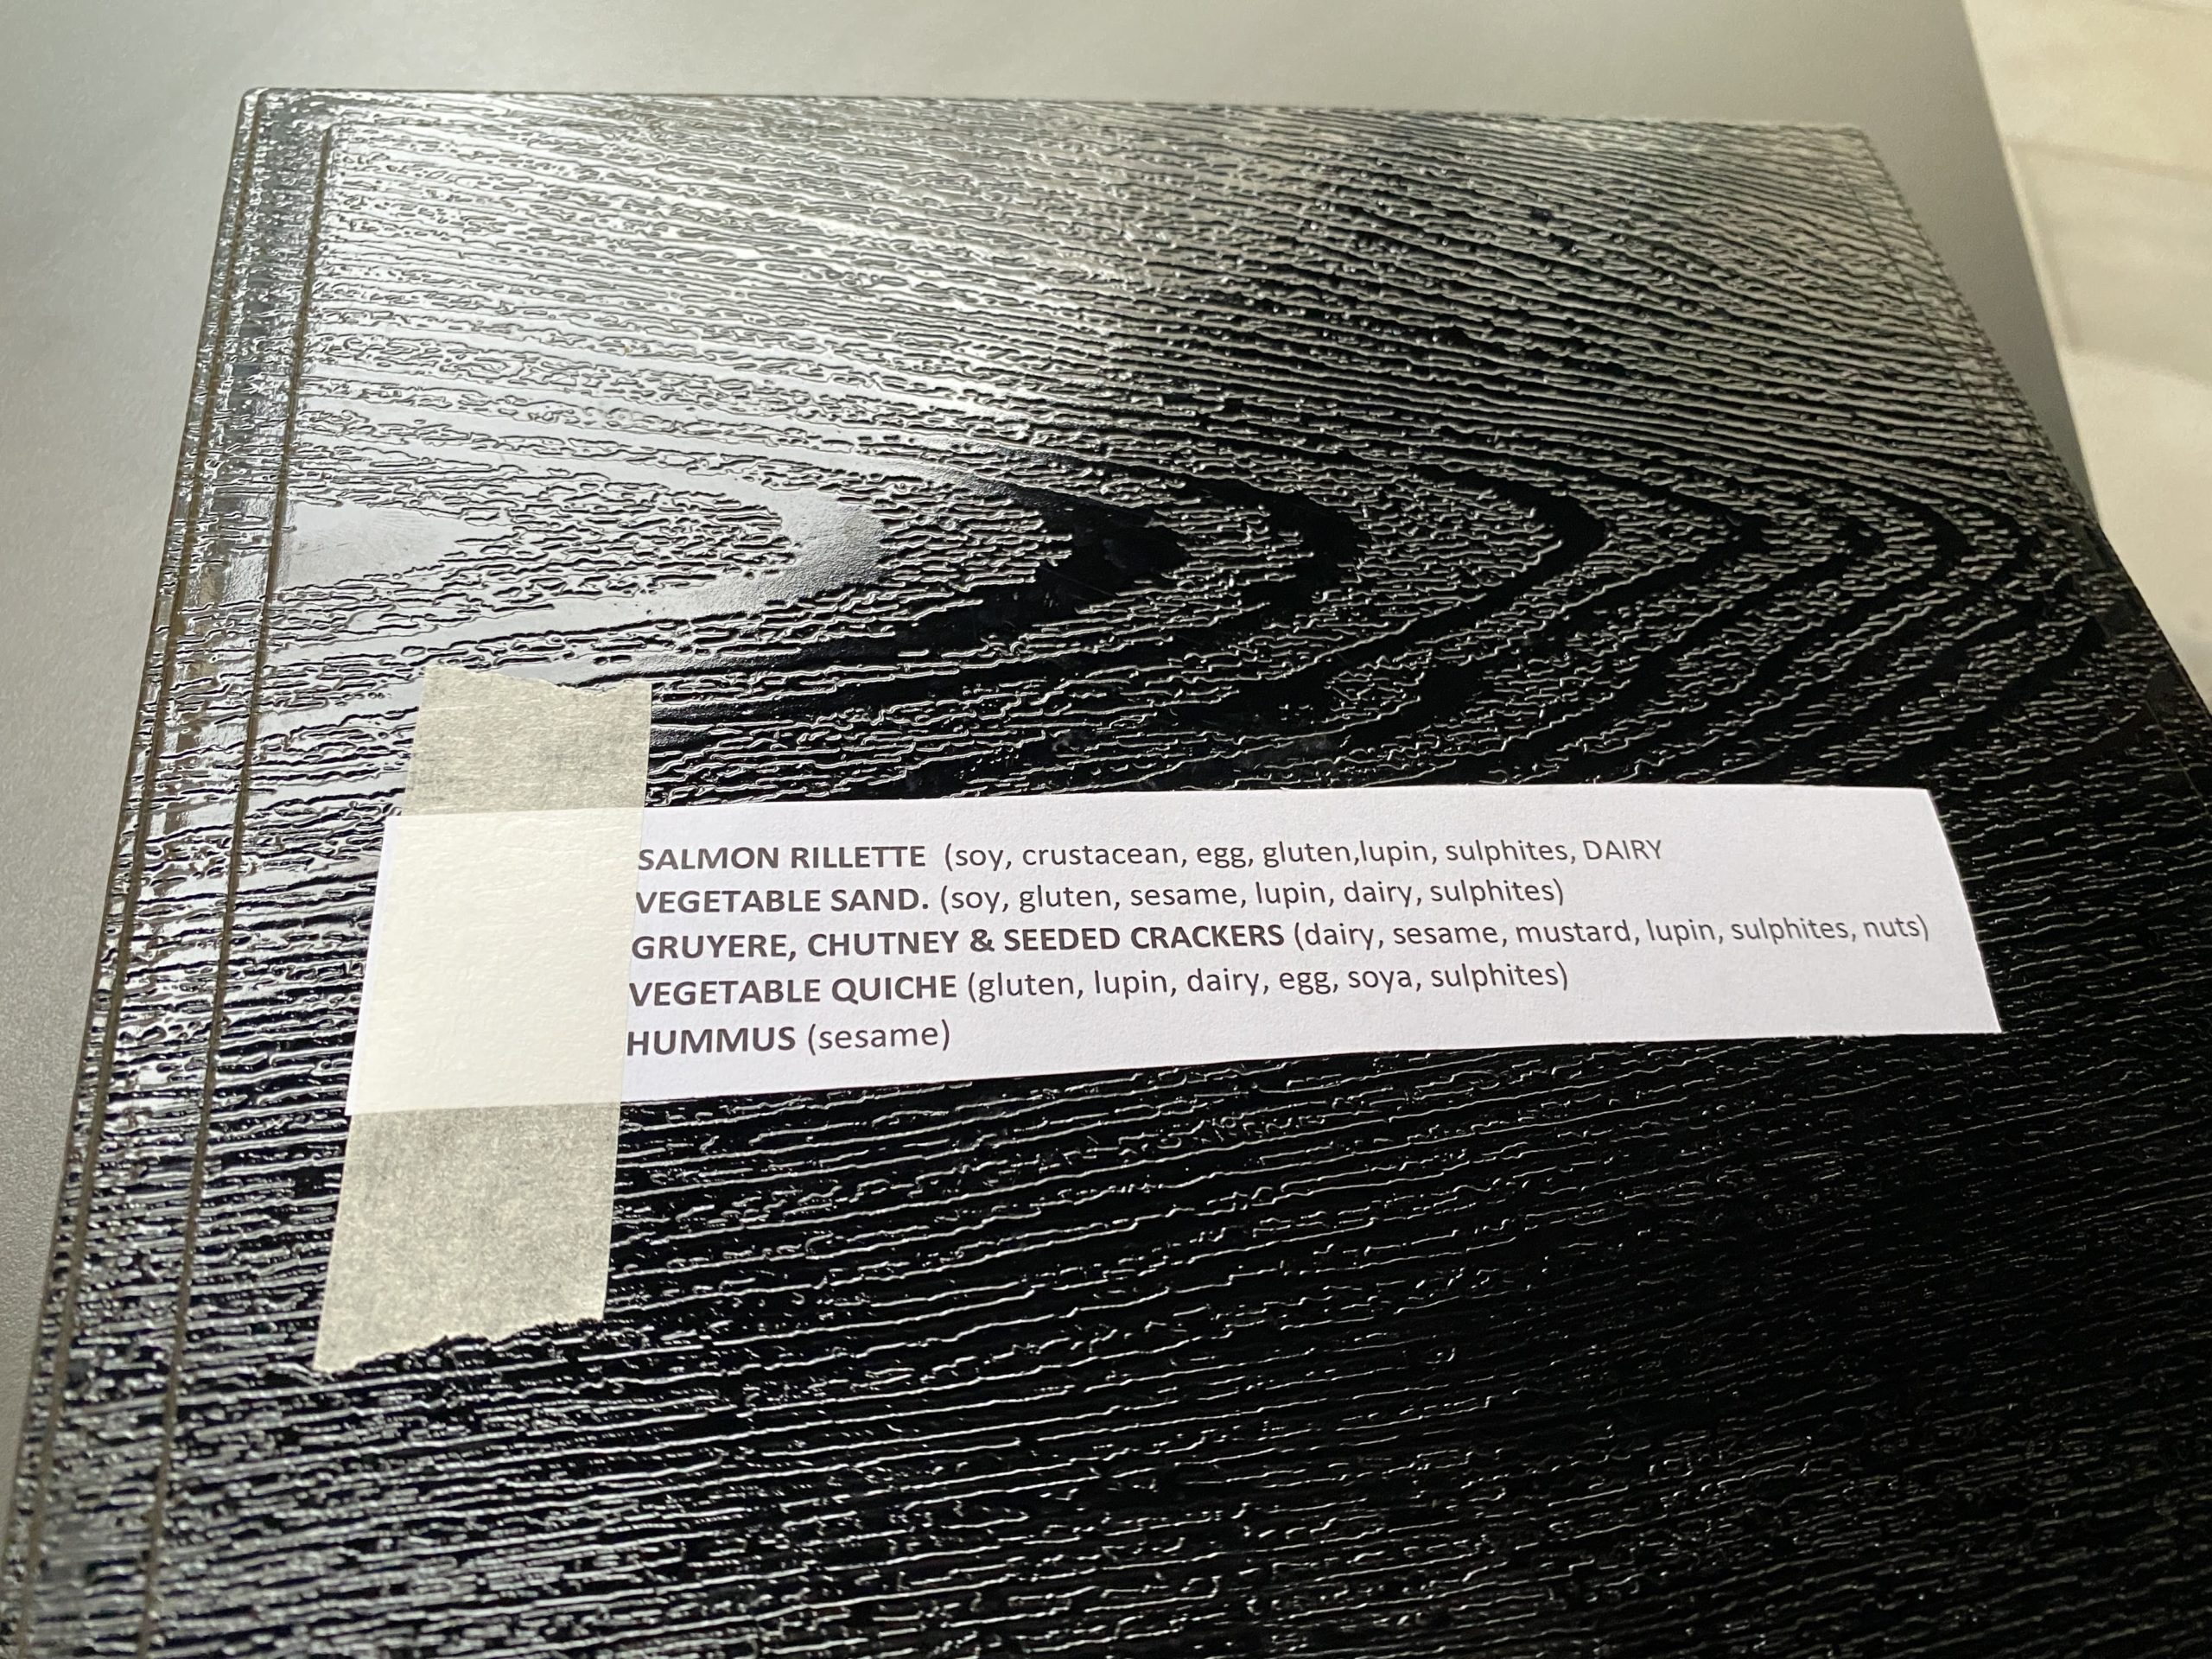 SALMON RILLETTE (soy, crustacean, egg, gluten,lupin, sulphites, DAIRY
VEGETABLE SAND. (soy, gluten, sesame, lupin, dairy, sulphites)
GRUYERE, CHUTNEY & SEEDED CRACKERS (dairy, sesame, mustard, lupin, sulphites, nuts)
VEGETABLE QUICHE (gluten, lupin, dairy, egg, soya, sulphites)
HUMMUS (sesame)